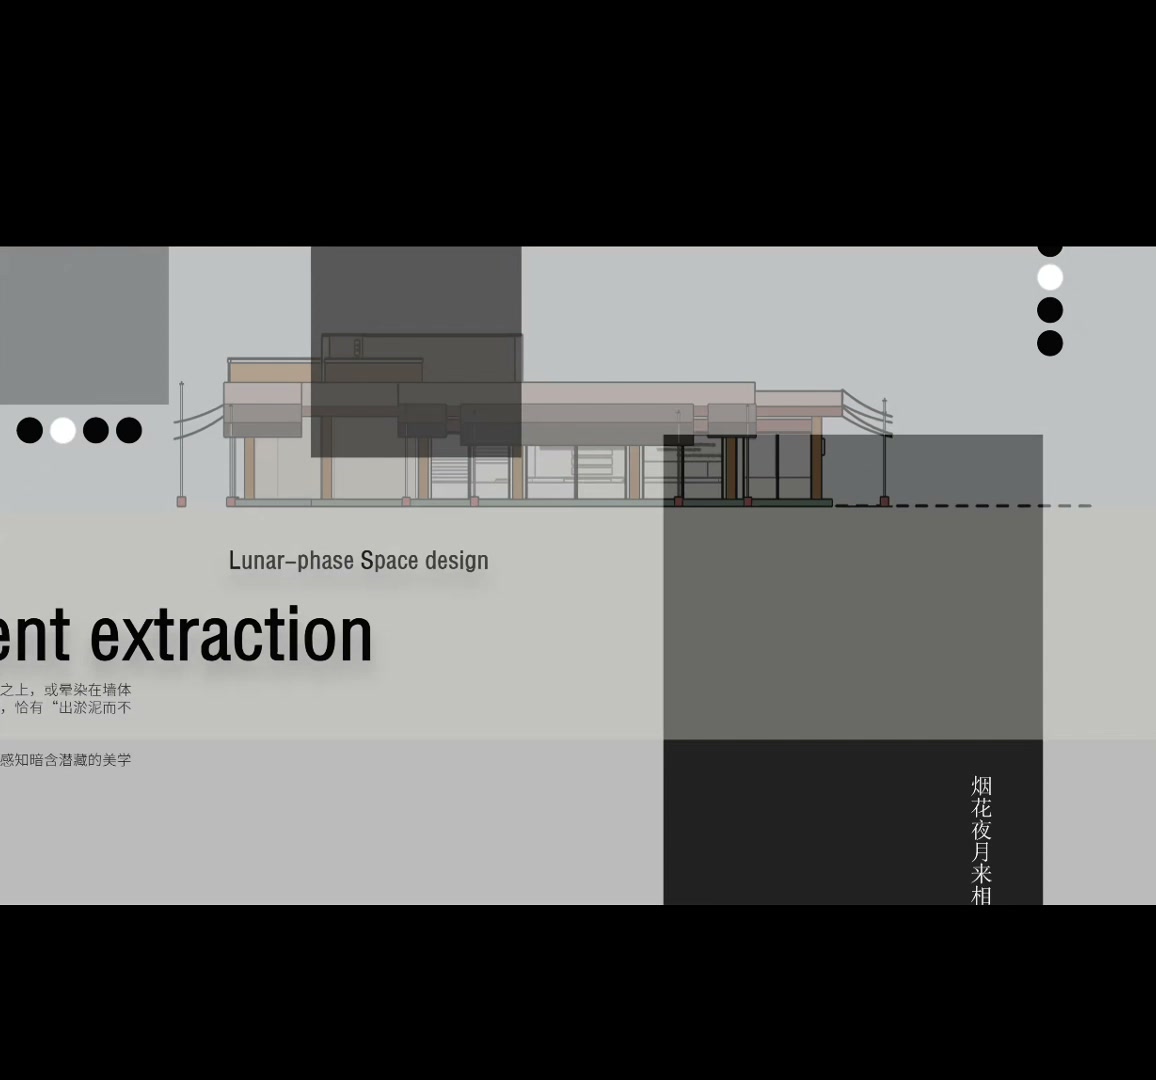 Lunar-phase Space design
ent extraction
之上，或晕染在墙体
，恰有“出淤泥而不
感知暗含潜藏的美学
烟花夜月来相